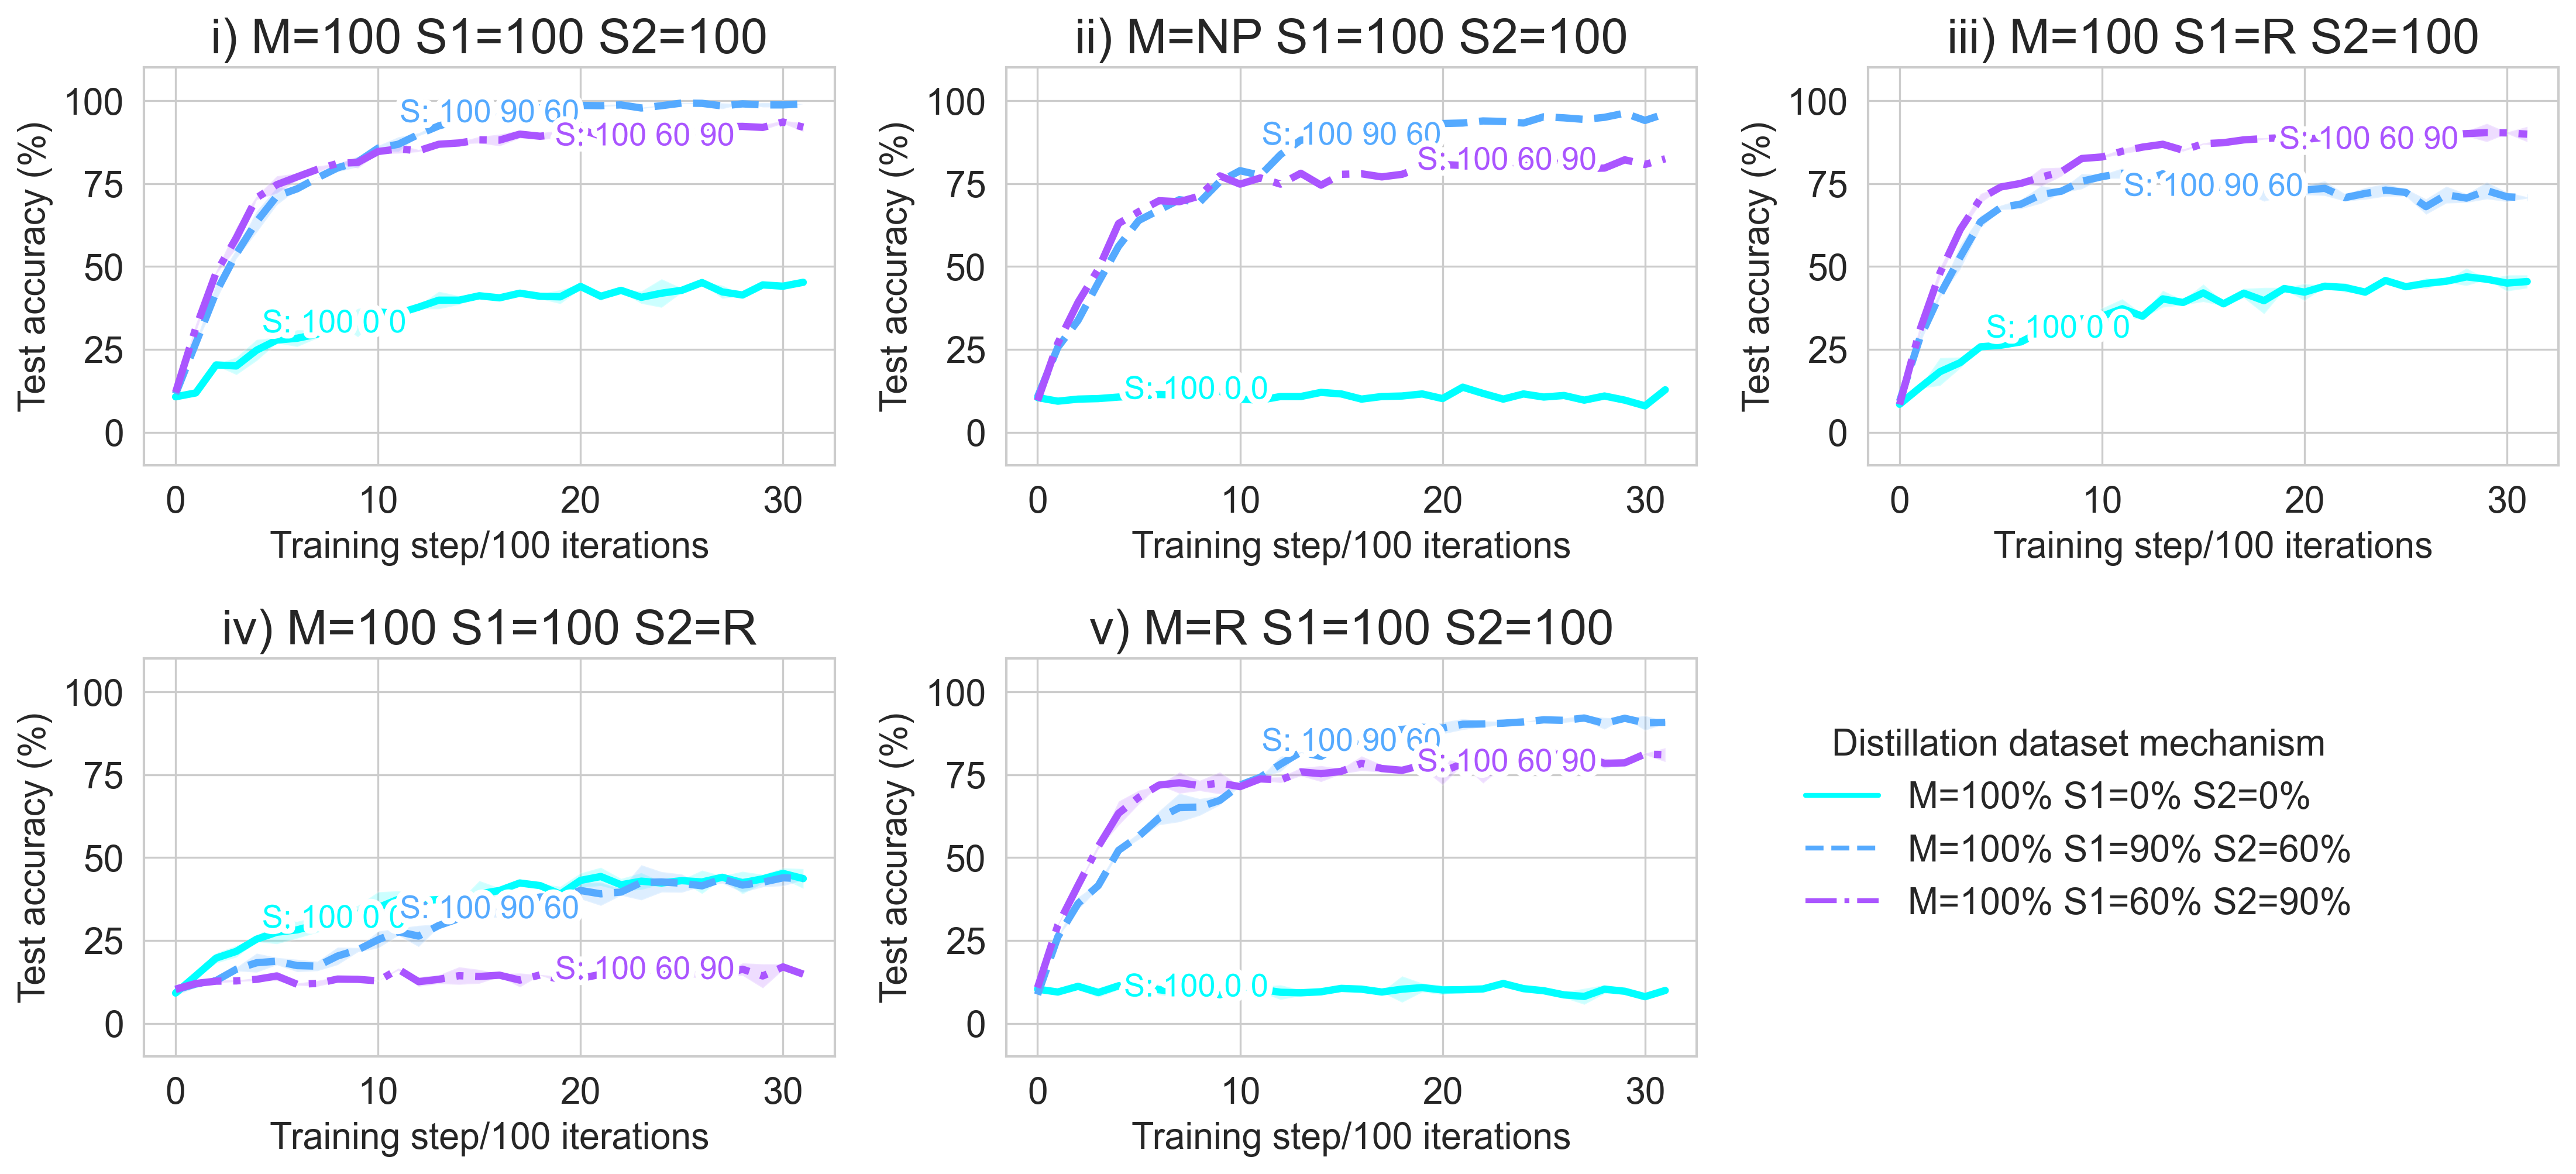 i) M=100 S1=100 S2=100
Test accuracy (%)
100
75
50
25
0
S: 100 90 60
S: 100 60 90
S: 100 0 0
0 10 20 30
Training step/100 iterations
ii) M=NP S1=100 S2=100
Test accuracy (%)
100
75
50
25
0
S: 100 90 60
S: 100 60 90
S: 100 0 0
0 10 20 30
Training step/100 iterations
iii) M=100 S1=R S2=100
Test accuracy (%)
100
75
50
25
0
S: 100 60 90
S: 100 90 60
S: 100 0 0
0 10 20 30
Training step/100 iterations
iv) M=100 S1=100 S2=R
Test accuracy (%)
100
75
50
25
0
S: 100 0 0
S: 100 90 60
S: 100 60 90
0 10 20 30
Training step/100 iterations
v) M=R S1=100 S2=100
Test accuracy (%)
100
75
50
25
0
S: 100 90 60
S: 100 60 90
S: 100 0 0
0 10 20 30
Training step/100 iterations
Distillation dataset mechanism
M=100% S1=0% S2=0%
M=100% S1=90% S2=60%
M=100% S1=60% S2=90%